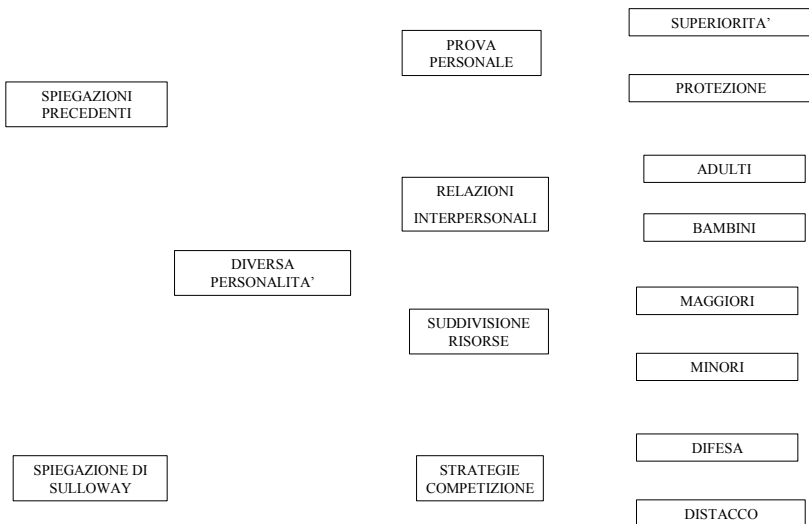 SUPERIORITA’
PROVA
PERSONALE
SPIEGAZIONI
PRECEDENTI
PROTEZIONE
ADULTI
RELAZIONI
INTERPERSONALI
BAMBINI
DIVERSA
PERSONALITA’
MAGGIORI
SUDDIVISIONE
RISORSE
MINORI
DIFESA
SPIEGAZIONE DI
SULLOWAY
STRATEGIE
COMPETIZIONE
DISTACCO